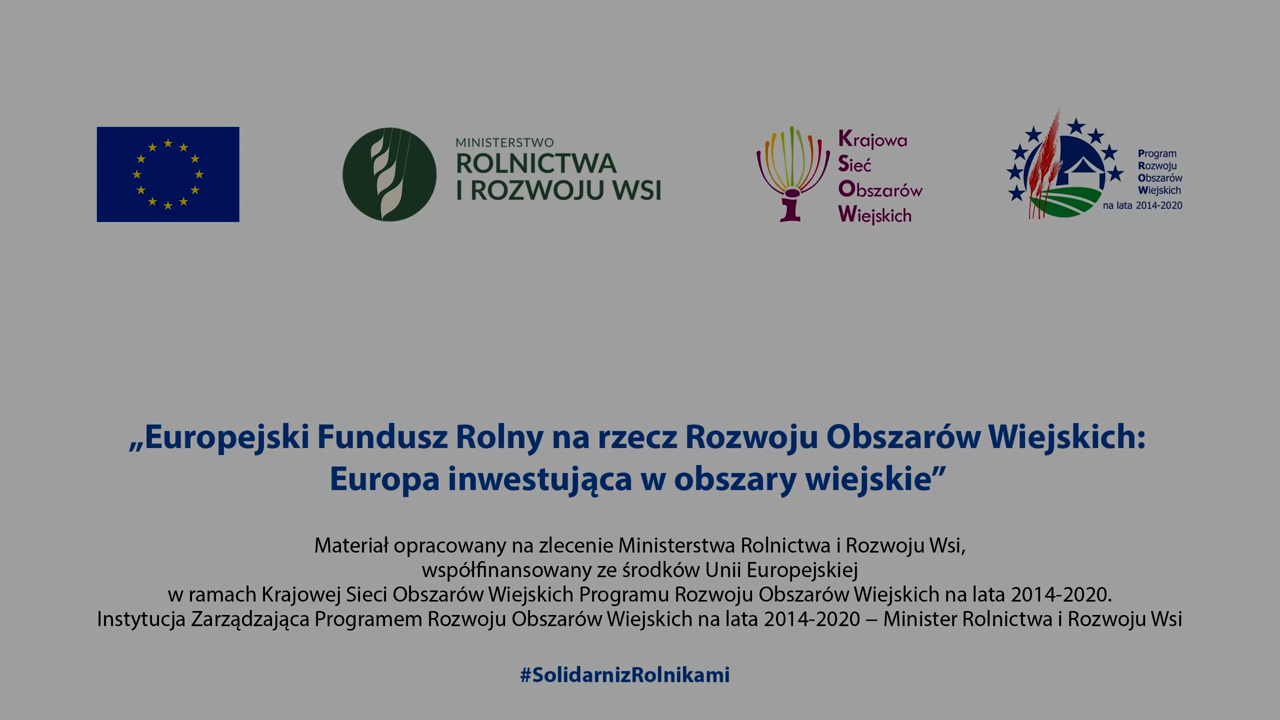 MINISTERSTWO
ROLNICTWA
I ROZWOJU WSI
Krajowa
Sieć
Obszarów
Wiejskich
Program
Rozwoju
Obszarów
Wiejskich
na lata 2014-2020
„Europejski Fundusz Rolny na rzecz Rozwoju Obszarów Wiejskich:
Europa inwestująca w obszary wiejskie”
Materiał opracowany na zlecenie Ministerstwa Rolnictwa i Rozwoju Wsi,
współfinansowany ze środków Unii Europejskiej
w ramach Krajowej Sieci Obszarów Wiejskich Programu Rozwoju Obszarów Wiejskich na lata 2014-2020.
Instytucja Zarządzająca Programem Rozwoju Obszarów Wiejskich na lata 2014-2020 – Minister Rolnictwa i Rozwoju Wsi
#SolidarnizRolnikami